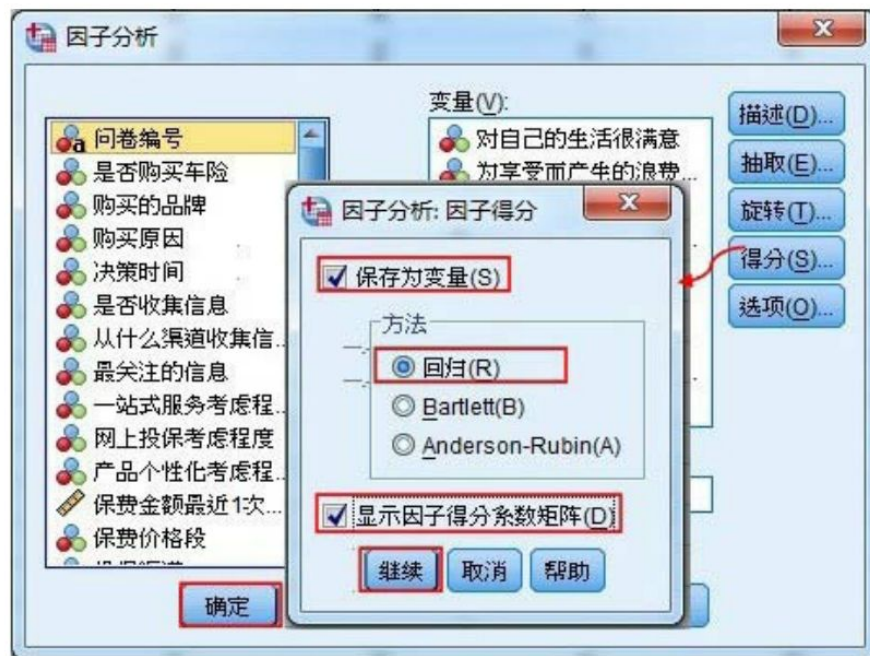 因子分析
变量(V):
问卷编号
是否购买车险
购买的品牌
购买原因
决策时间
是否收集信息
从什么渠道收集信...
最关注的信息
一站式服务考虑程...
网上投保考虑程度
产品个性化考虑程...
保费金额最近1次...
保费价格段
对自己的生活很满意
为享受而产生的浪费...
描述(D)...
抽取(E)...
旋转(T)...
得分(S)...
选项(O)...
因子分析: 因子得分
保存为变量(S)
方法
回归(R)
Bartlett(B)
Anderson-Rubin(A)
显示因子得分系数矩阵(D)
继续 取消 帮助
确定